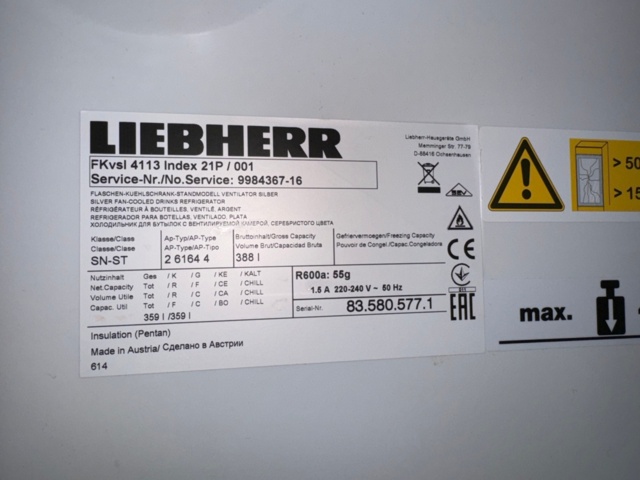 LIEBHERR
Liebherr-Hausgeräte GmbH
Memminger Str. 77-79
D-88416 Ochsenhausen
FKvsl 4113 Index 21P / 001
Service-Nr./No.Service: 9984367-16
FLASCHEN-KUEHLSCHRANK-STANDMODELL VENTILATOR SILBER
SILVER FAN-COOLED DRINKS REFRIGERATOR
RÉFRIGÉRATEUR À BOUTEILLES, VENTILÉ, ARGENT
REFRIGERADOR PARA BOTELLAS, VENTILADO, PLATA
ХОЛОДИЛЬНИК ДЛЯ БУТЫЛОК С ВЕНТИЛИРУЕМОЙ КАМЕРОЙ, СЕРЕБРИСТОГО ЦВЕТА
Klasse/Class Ap-Typ/AP-Type Bruttoinhalt/Gross Capacity Gefriervermoegen/Freezing Capacity
Classe/Clase AP-Type/AP-Tipo Volume Brut/Capacidad Bruta Pouvoir de Congel./Capac.Congeladora
SN-ST 2 6164 4 388 l
Nutzinhalt Ges / K / G / KE / KALT
Net.Capacity Tot / R / F / CE / CHILL
Volume Utile Tot / R / C / CA / CHILL
Capac. Util Tot / F / C / BO / CHILL
359 l /359 l
R600a: 55g
1.5 A 220-240 V ~ 50 Hz
Serial-Nr. 83.580.577.1
CE
EAC
Insulation (Pentan)
Made in Austria/ Сделано в Австрии
614
> 50
> 15
max.